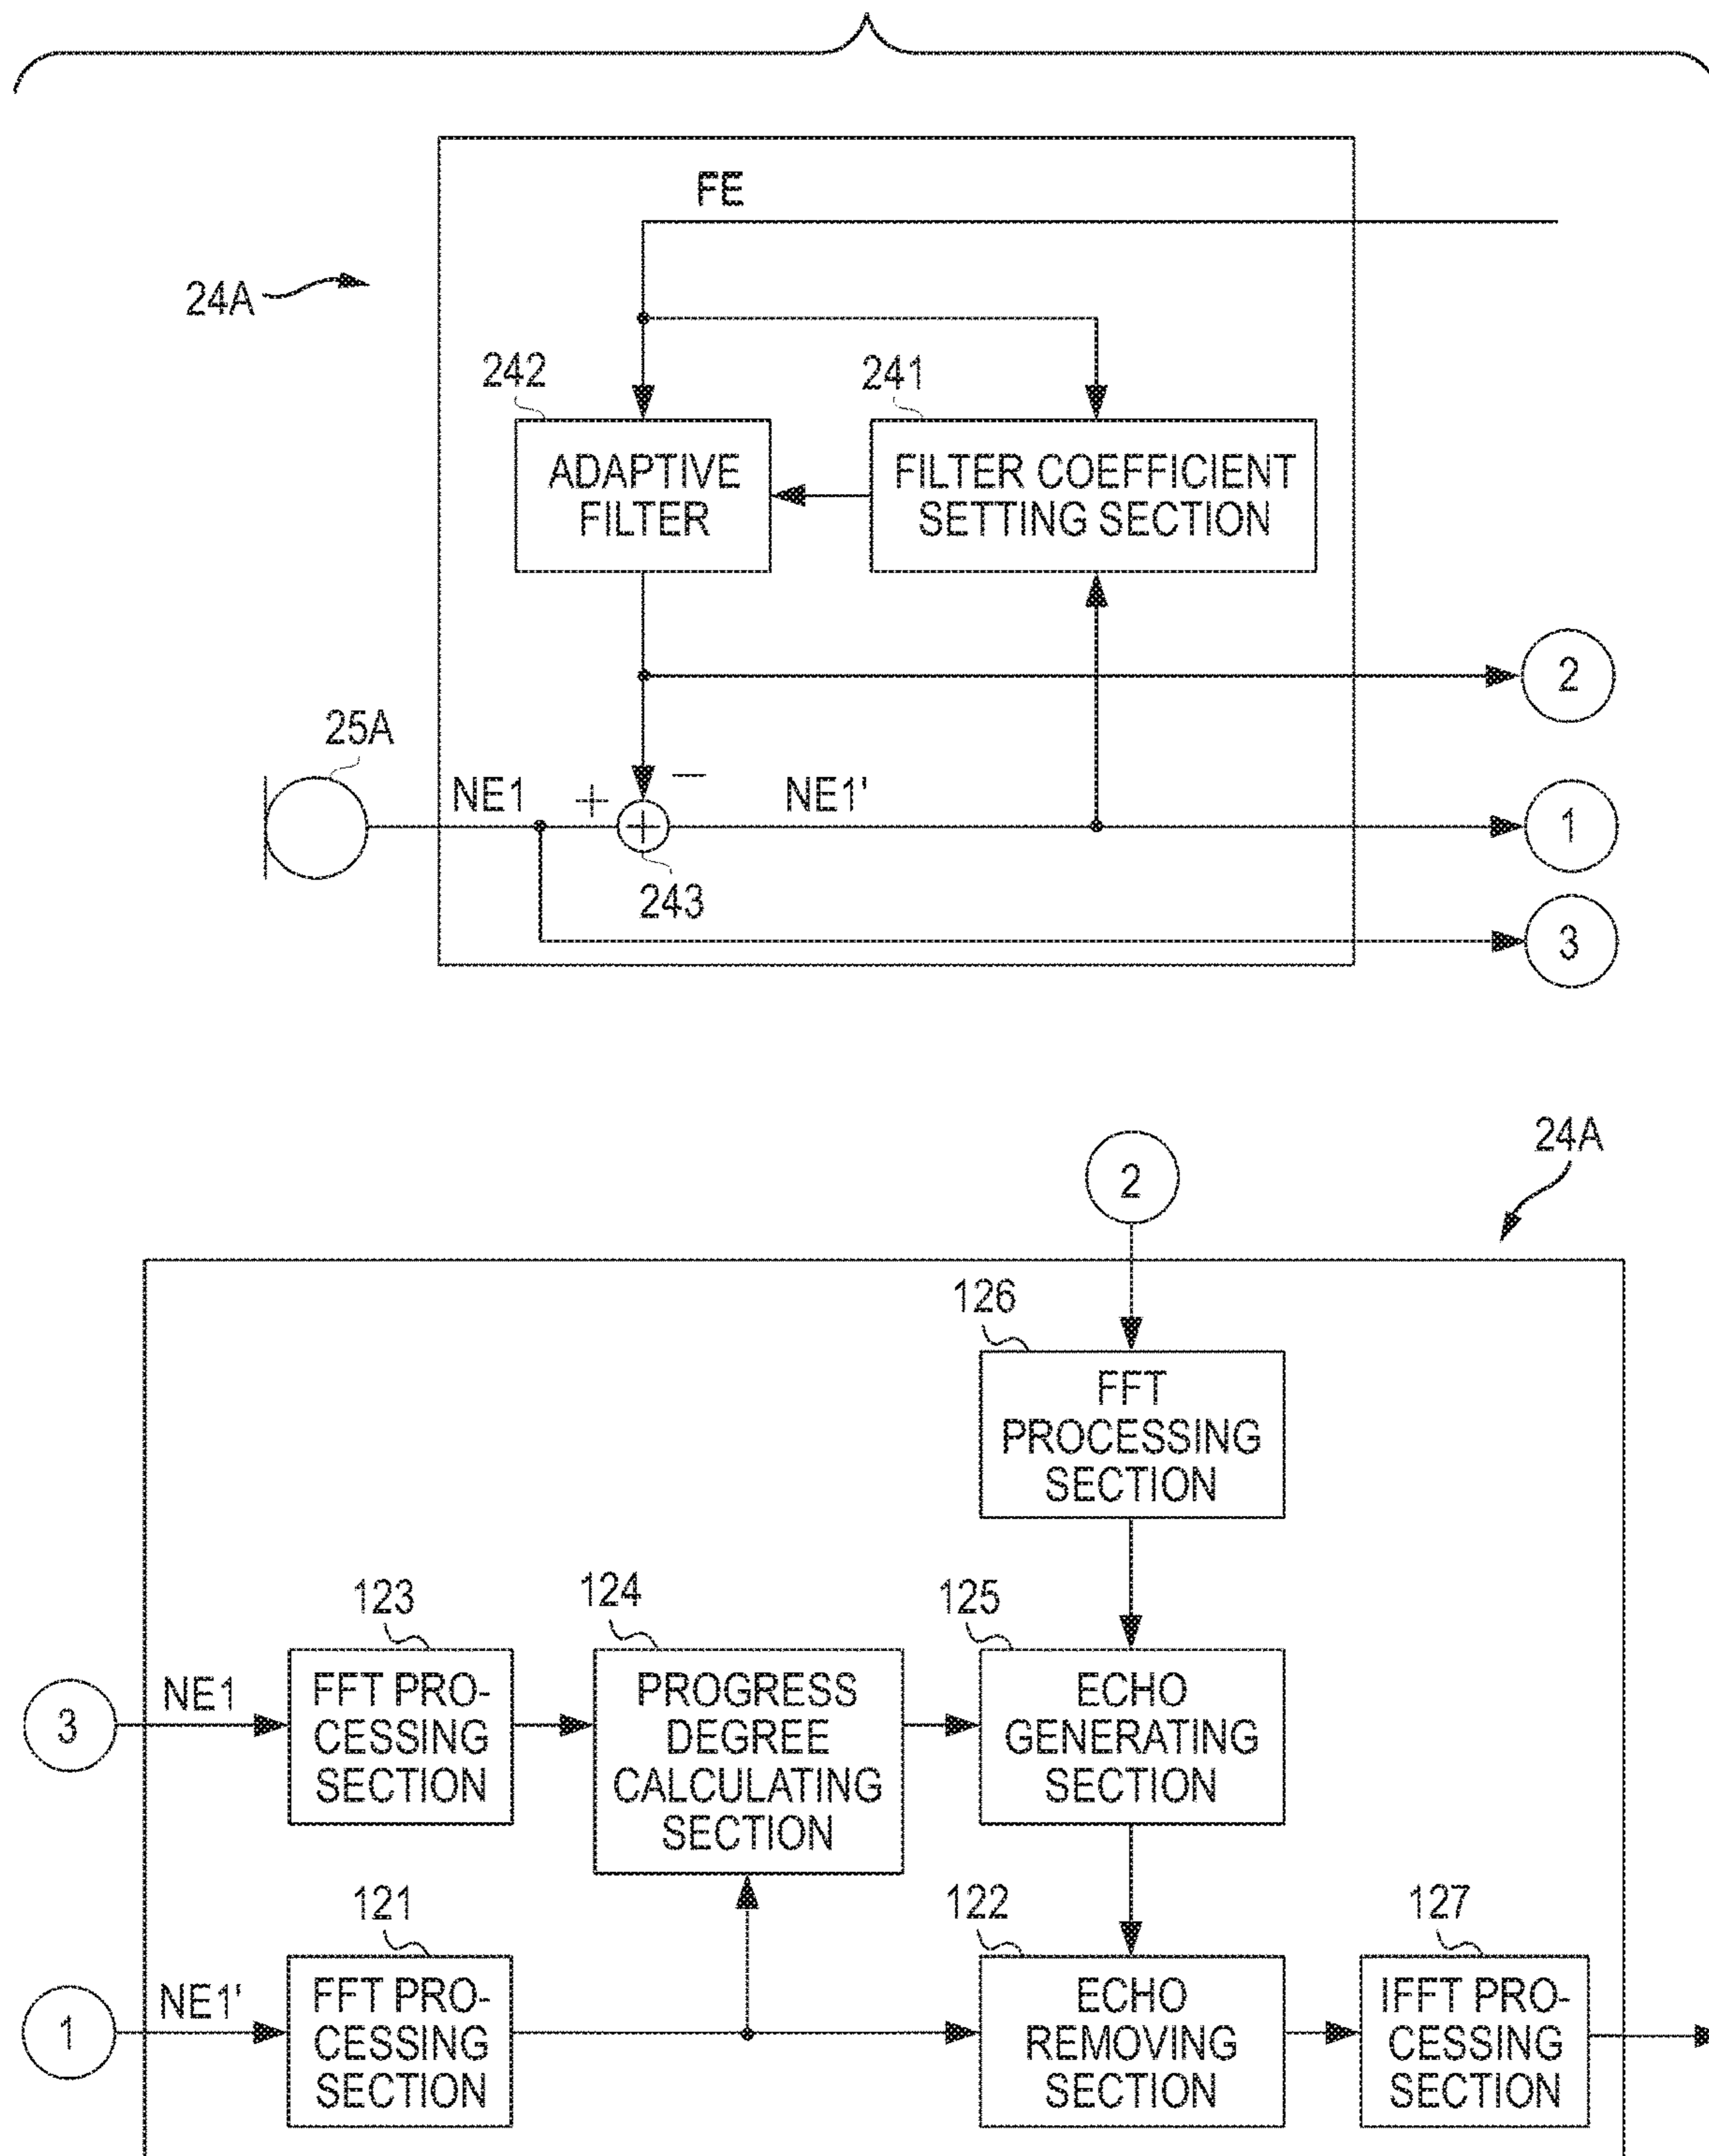 FE
24A
242
241
ADAPTIVE
FILTER
FILTER COEFFICIENT
SETTING SECTION
2
25A
NE1
+
−
NE1'
+
1
243
3
24A
2
126
FFT
PROCESSING
SECTION
123
124
125
3
NE1
FFT PRO-
CESSING
SECTION
PROGRESS
DEGREE
CALCULATING
SECTION
ECHO
GENERATING
SECTION
121
122
127
1
NE1'
FFT PRO-
CESSING
SECTION
ECHO
REMOVING
SECTION
IFFT PRO-
CESSING
SECTION